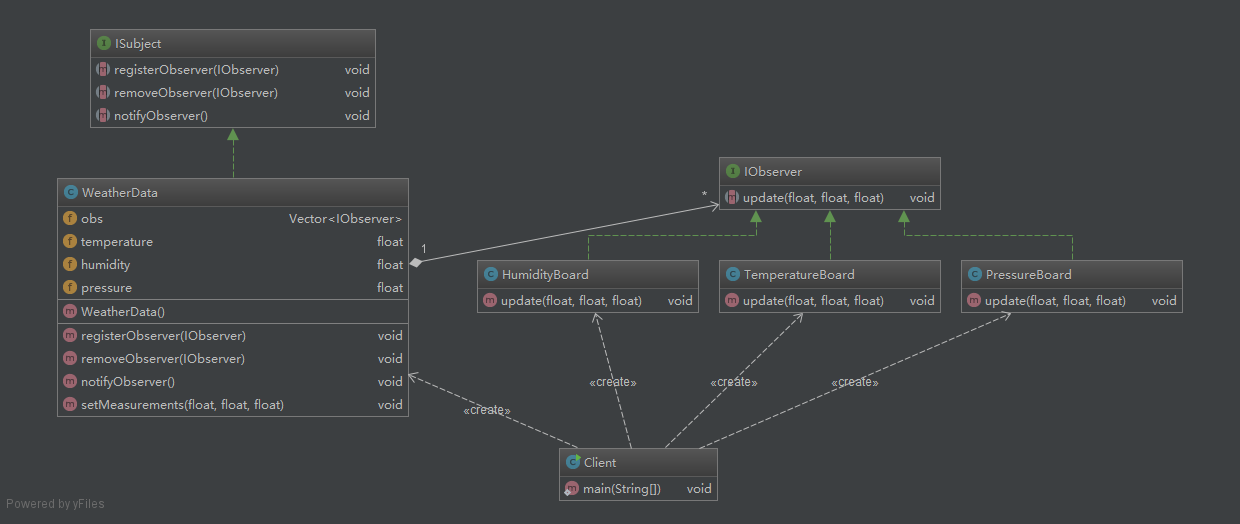 ISubject
registerObserver(IObserver) void
removeObserver(IObserver) void
notifyObserver() void
WeatherData
obs Vector<IObserver>
temperature float
humidity float
pressure float
WeatherData()
registerObserver(IObserver) void
removeObserver(IObserver) void
notifyObserver() void
setMeasurements(float, float, float) void
1
*
IObserver
update(float, float, float) void
HumidityBoard
update(float, float, float) void
TemperatureBoard
update(float, float, float) void
PressureBoard
update(float, float, float) void
«create»
«create»
«create»
«create»
Client
main(String[]) void
Powered by yFiles